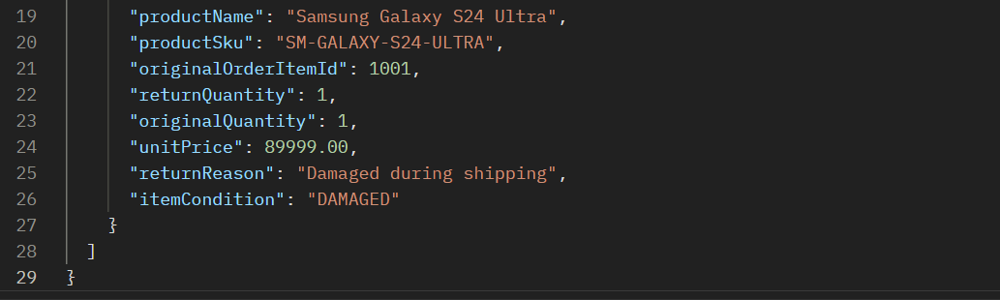 19 "productName": "Samsung Galaxy S24 Ultra",
20 "productSku": "SM-GALAXY-S24-ULTRA",
21 "originalOrderItemId": 1001,
22 "returnQuantity": 1,
23 "originalQuantity": 1,
24 "unitPrice": 89999.00,
25 "returnReason": "Damaged during shipping",
26 "itemCondition": "DAMAGED"
27 }
28 ]
29 }